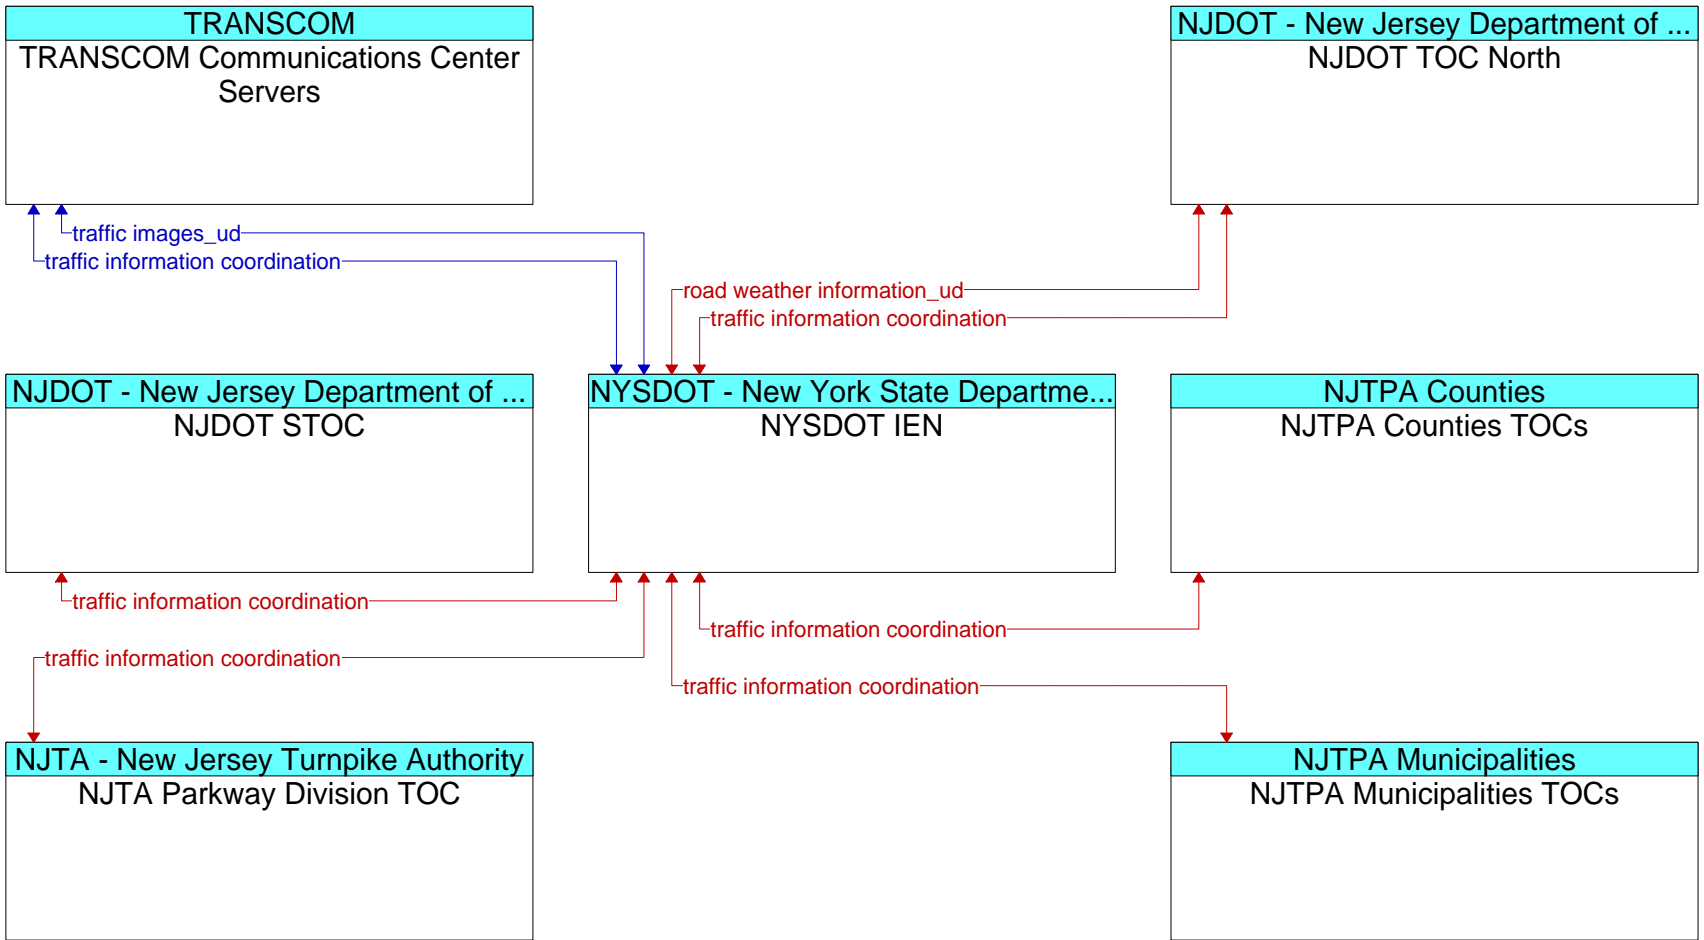 TRANSCOM
TRANSCOM Communications Center
Servers
NJDOT - New Jersey Department of ...
NJDOT TOC North
traffic images_ud
traffic information coordination
road weather information_ud
traffic information coordination
NJDOT - New Jersey Department of ...
NJDOT STOC
NYSDOT - New York State Departme...
NYSDOT IEN
NJTPA Counties
NJTPA Counties TOCs
traffic information coordination
traffic information coordination
traffic information coordination
traffic information coordination
NJTA - New Jersey Turnpike Authority
NJTA Parkway Division TOC
NJTPA Municipalities
NJTPA Municipalities TOCs